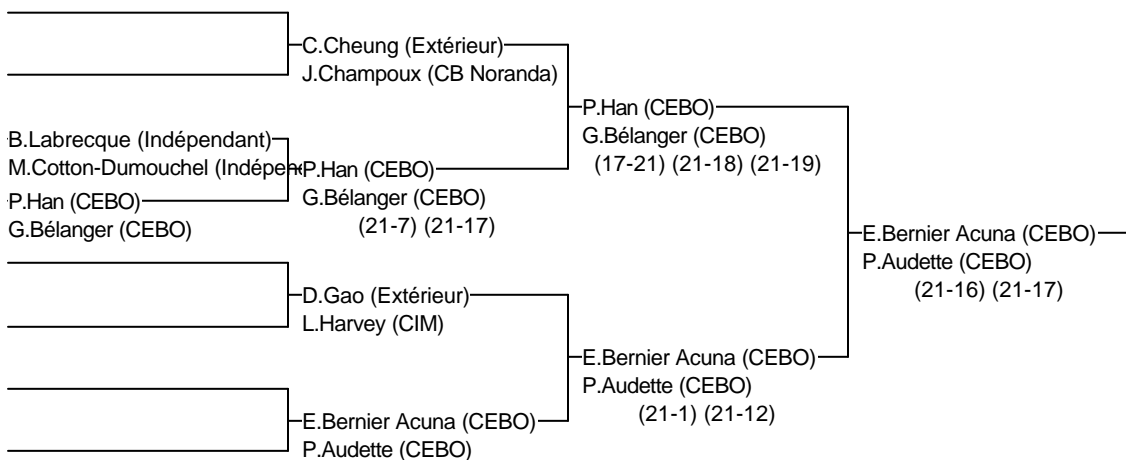 C.Cheung (Extérieur)
J.Champoux (CB Noranda)
P.Han (CEBO)
G.Bélanger (CEBO)
(17-21) (21-18) (21-19)
B.Labrecque (Indépendant)
M.Cotton-Dumouchel (Indépen
P.Han (CEBO)
G.Bélanger (CEBO)
(21-7) (21-17)
P.Han (CEBO)
G.Bélanger (CEBO)
E.Bernier Acuna (CEBO)
P.Audette (CEBO)
(21-16) (21-17)
D.Gao (Extérieur)
L.Harvey (CIM)
E.Bernier Acuna (CEBO)
P.Audette (CEBO)
(21-1) (21-12)
E.Bernier Acuna (CEBO)
P.Audette (CEBO)